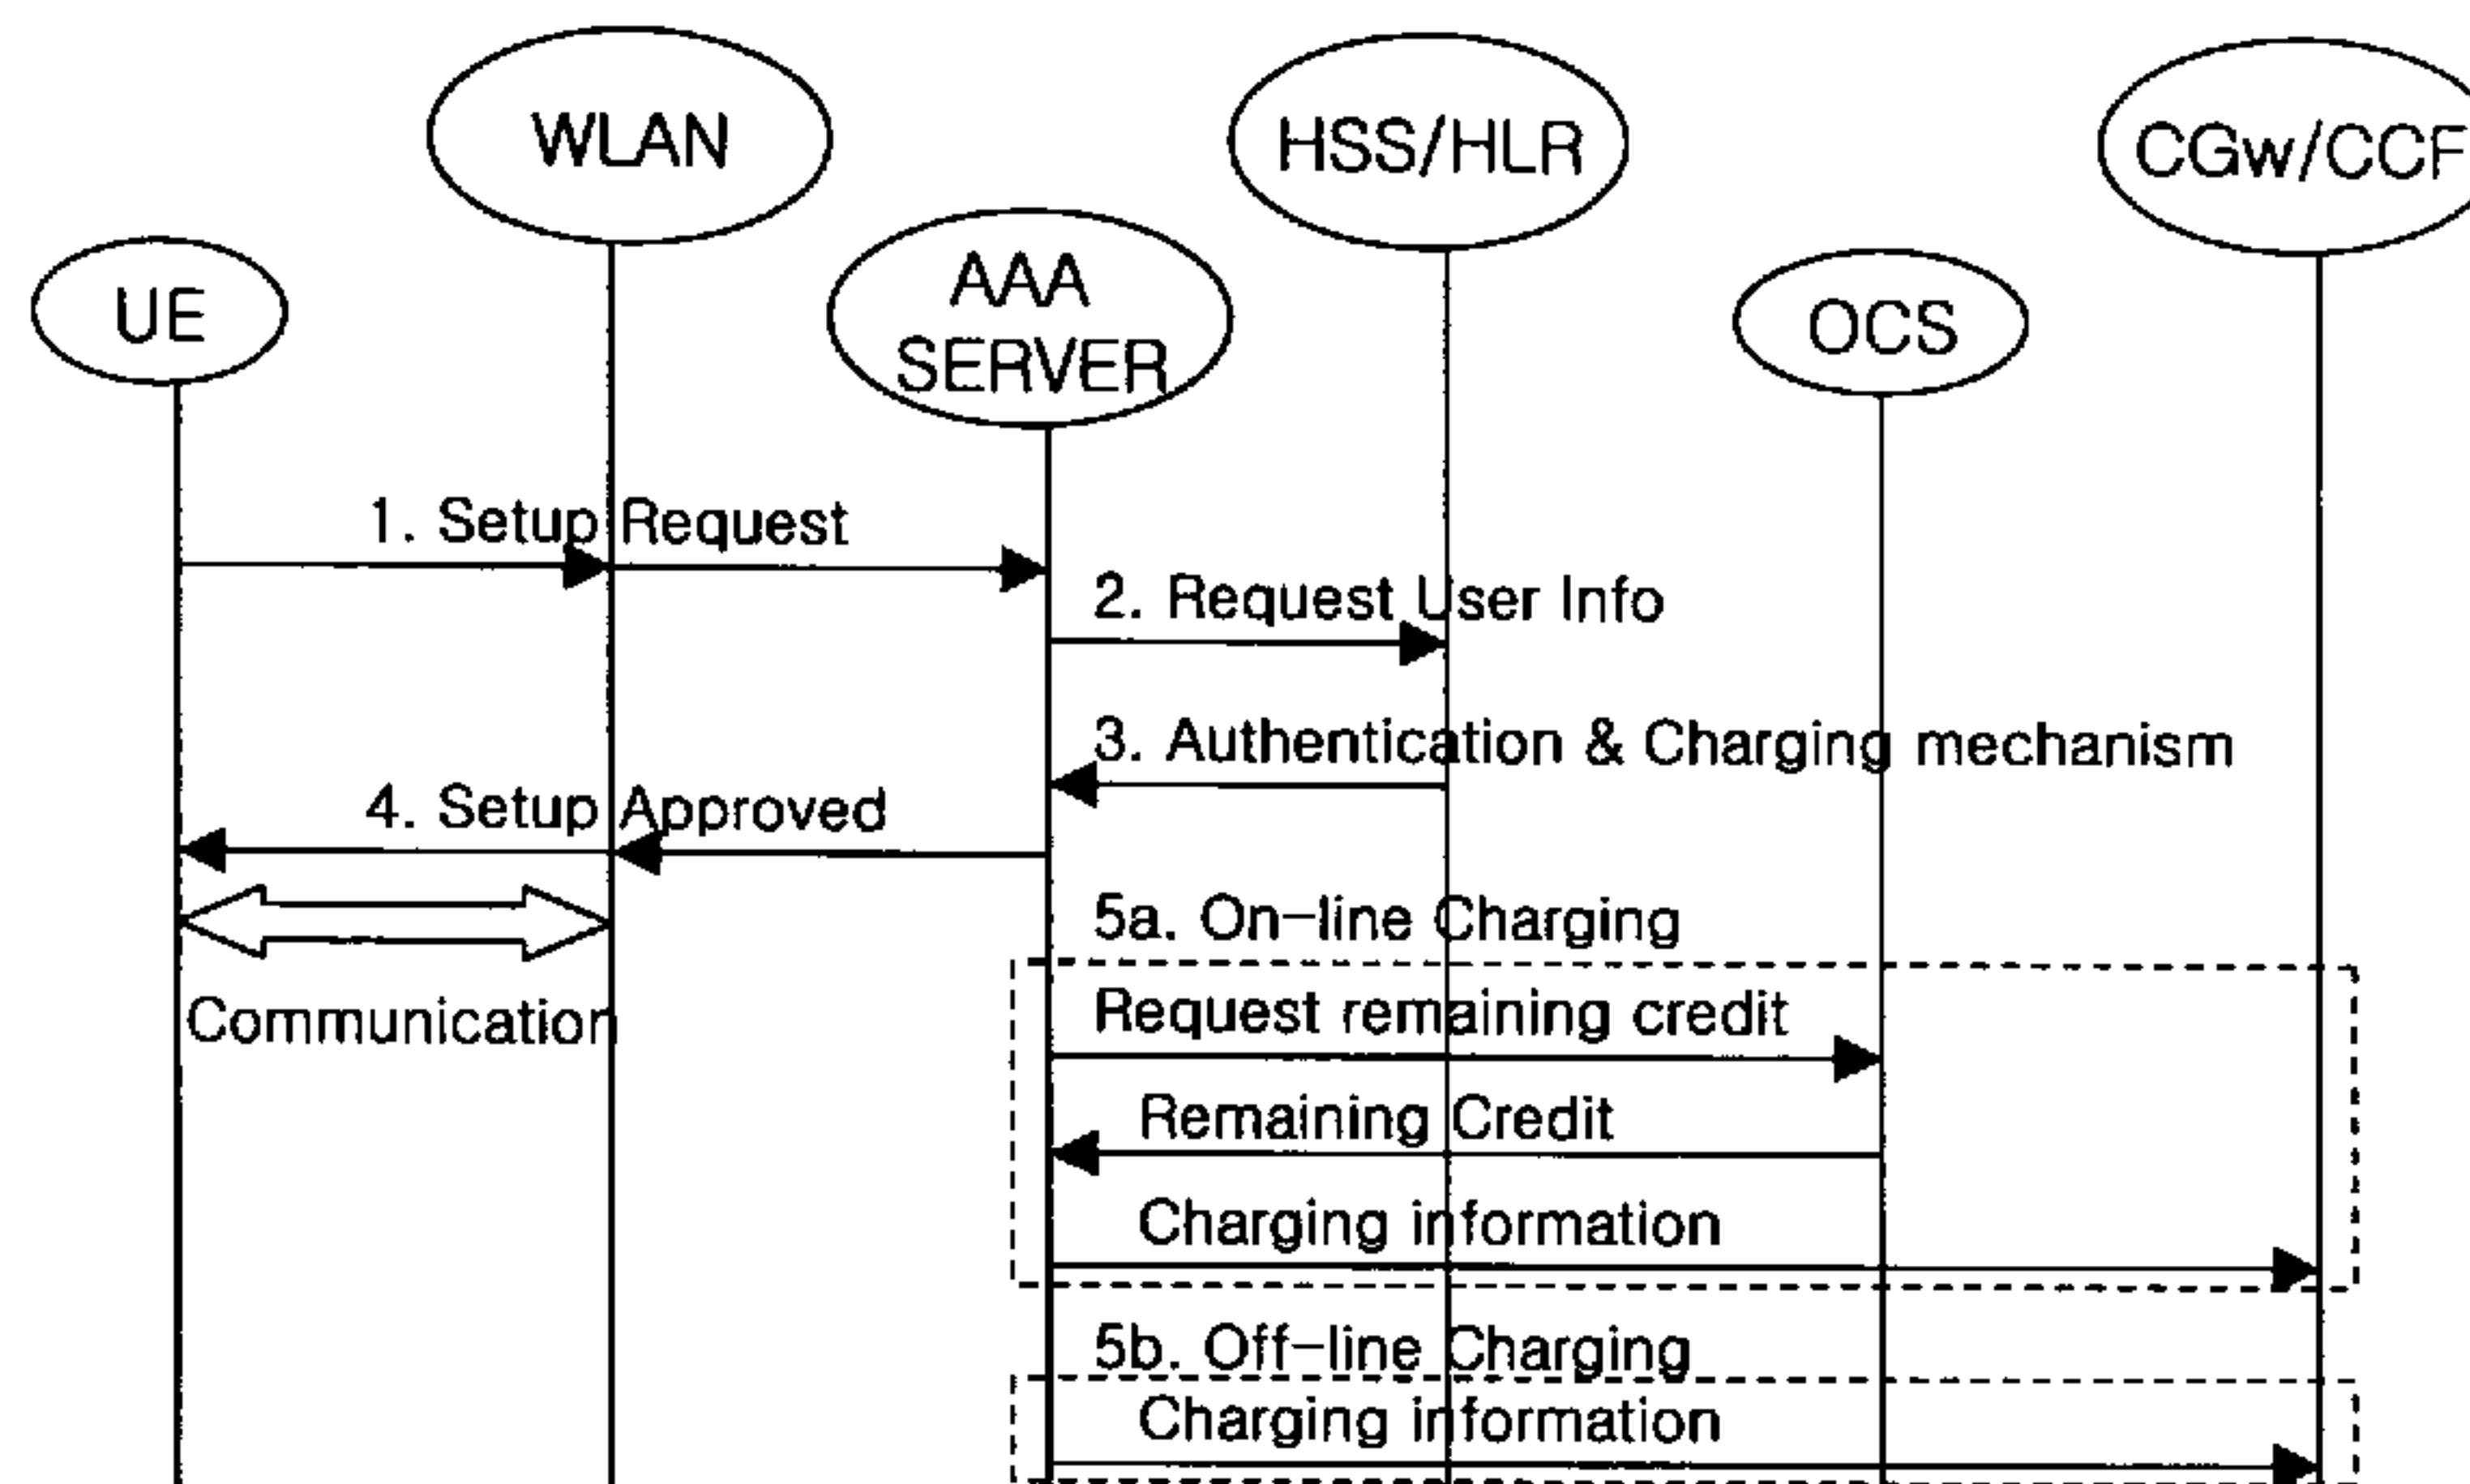 WLAN
HSS/HLR
CGw/CCF
UE
AAA
SERVER
OCS
1. Setup Request
2. Request User Info
3. Authentication & Charging mechanism
4. Setup Approved
5a. On-line Charging
Communication
Request remaining credit
Remaining Credit
Charging information
5b. Off-line Charging
Charging information